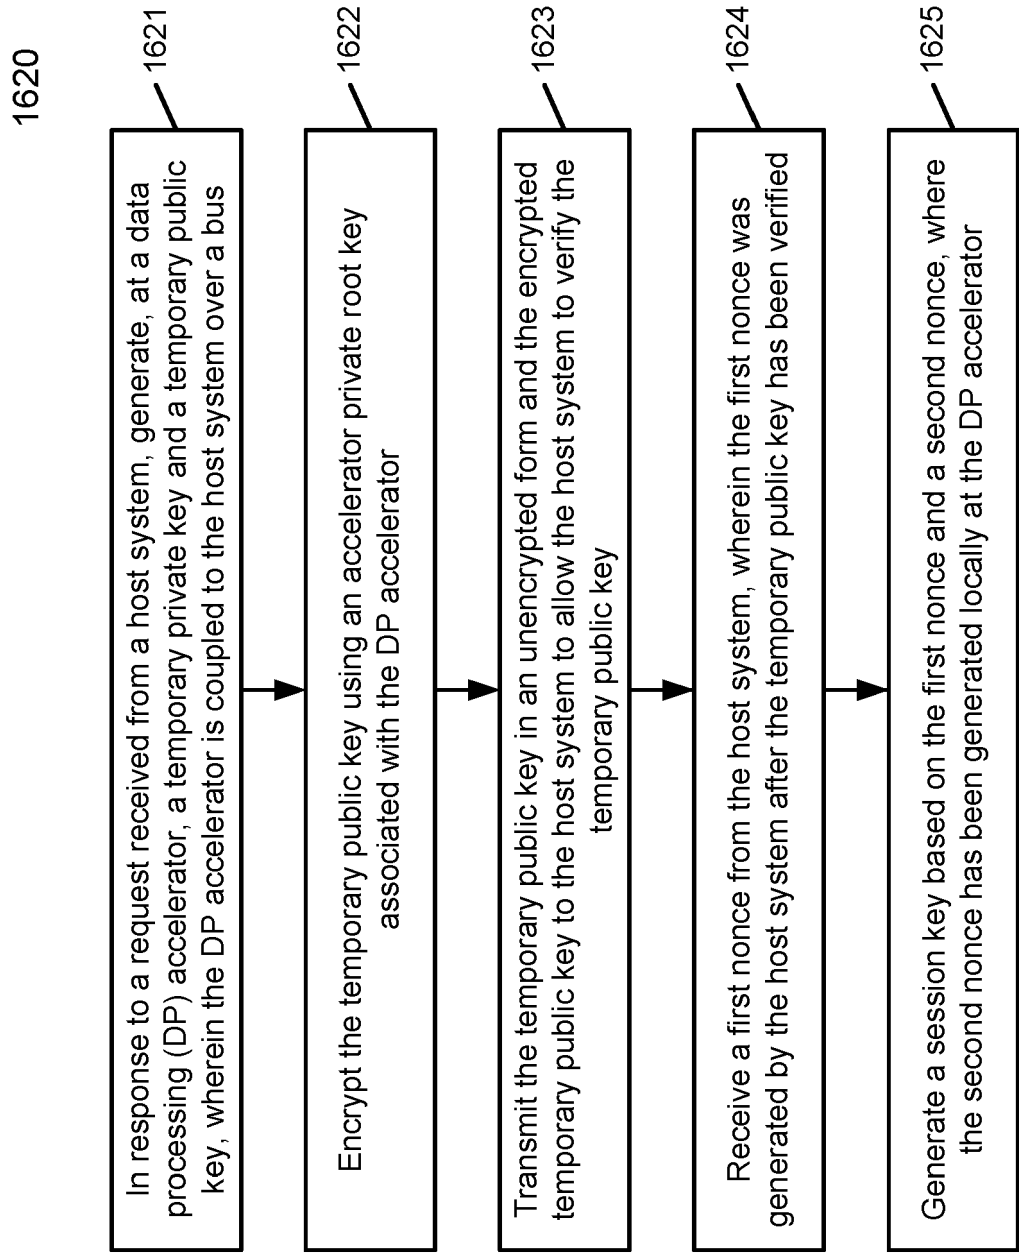 1620
In response to a request received from a host system, generate, at a data
processing (DP) accelerator, a temporary private key and a temporary public
key, wherein the DP accelerator is coupled to the host system over a bus
1621
Encrypt the temporary public key using an accelerator private root key
associated with the DP accelerator
1622
Transmit the temporary public key in an unencrypted form and the encrypted
temporary public key to the host system to allow the host system to verify the
temporary public key
1623
Receive a first nonce from the host system, wherein the first nonce was
generated by the host system after the temporary public key has been verified
1624
Generate a session key based on the first nonce and a second nonce, where
the second nonce has been generated locally at the DP accelerator
1625